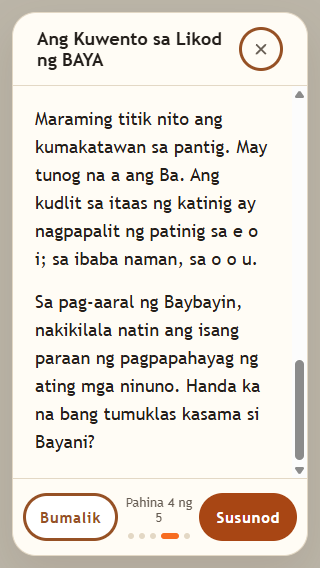 Ang Kuwento sa Likod
ng BAYA
Maraming titik nito ang
kumakatawan sa pantig. May
tunog na a ang Ba. Ang
kudlit sa itaas ng katinig ay
nagpapalit ng patinig sa e o
i; sa ibaba naman, sa o o u.
Sa pag-aaral ng Baybayin,
nakikilala natin ang isang
paraan ng pagpapahayag ng
ating mga ninuno. Handa ka
na bang tumuklas kasama si
Bayani?
Bumalik
Pahina 4 ng
5
Susunod